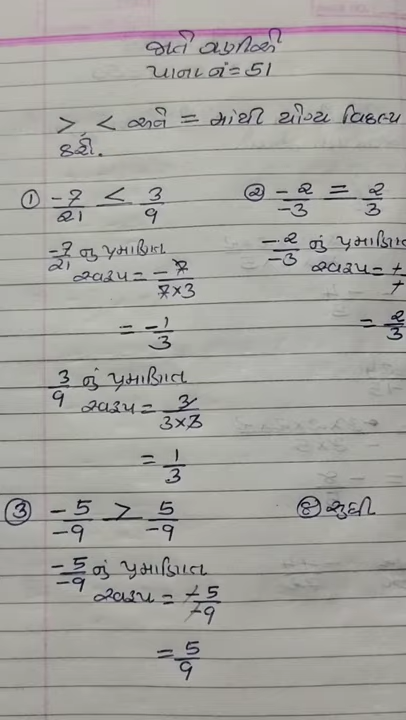 જાતે ચકાસીએ
પાના નં = 51
>, < અને = માંથી યોગ્ય વિકલ્પ
કરી.
① -7/21 < 3/9
-7/21 નું પ્રમાણિત
સ્વરૂપ = -7/7×3
= -1/3
3/9 નું પ્રમાણિત
સ્વરૂપ = 3/3×3
= 1/3
② -2/-3 = 2/3
-2/-3 નું પ્રમાણિત
સ્વરૂપ =
= 2/3
③ -5/-9 > 5/-9
-5/-9 નું પ્રમાણિત
સ્વરૂપ = -5/-9
= 5/9